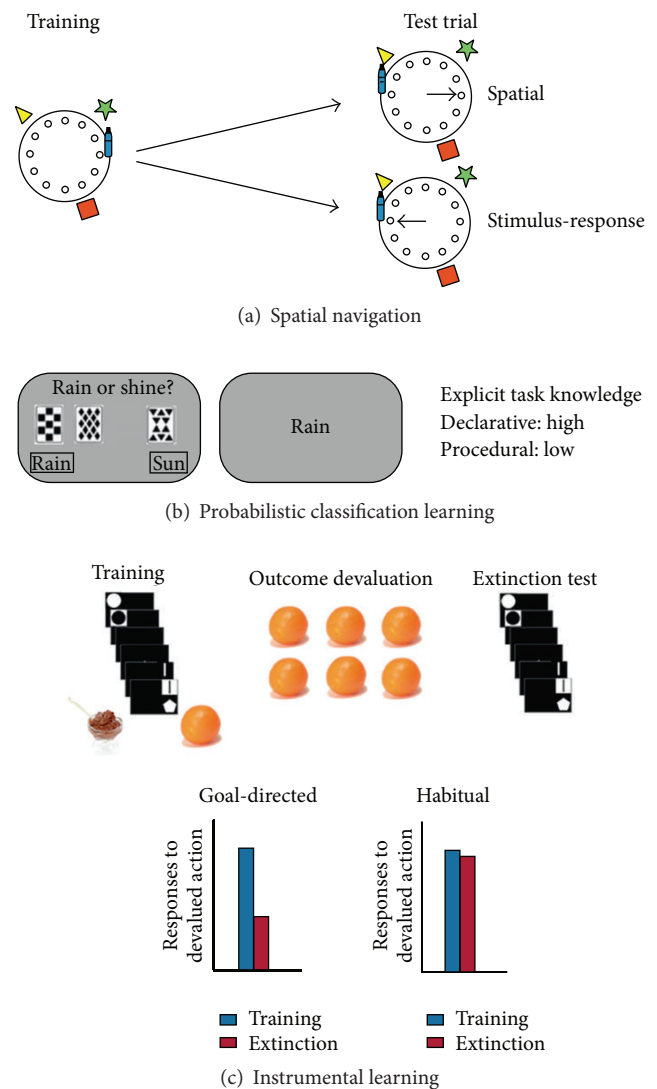 Training
Test trial
Spatial
Stimulus-response
(a) Spatial navigation
Rain or shine?
Rain
Sun
Rain
Explicit task knowledge
Declarative: high
Procedural: low
(b) Probabilistic classification learning
Training
Outcome devaluation
Extinction test
Goal-directed
Responses to
devalued action
Training
Extinction
Habitual
Responses to
devalued action
Training
Extinction
(c) Instrumental learning